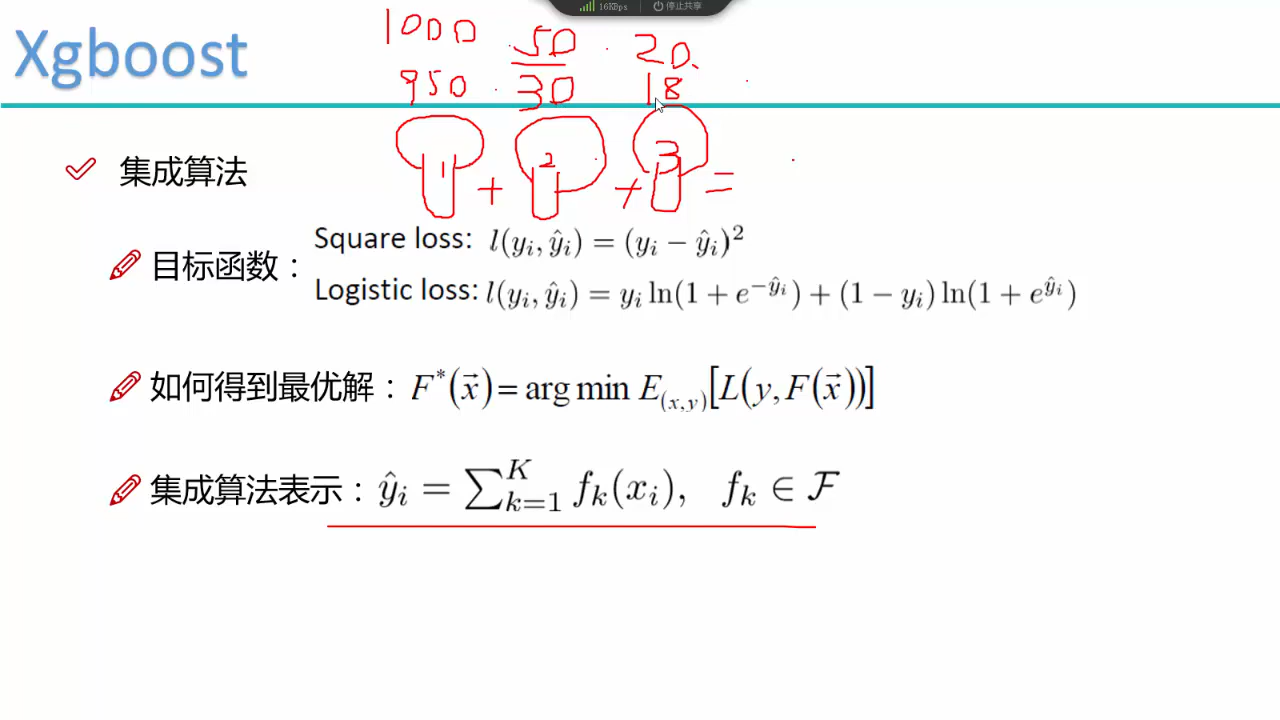 16KBps 停止共享
Xgboost
1000 50 20
950 30 18
集成算法
1 + 2 + 3 =
目标函数：
Square loss: l(yᵢ, ŷᵢ) = (yᵢ − ŷᵢ)²
Logistic loss: l(yᵢ, ŷᵢ) = yᵢ ln(1 + e^{−ŷᵢ}) + (1 − yᵢ) ln(1 + e^{ŷᵢ})
如何得到最优解：F*(x⃗) = arg min E_{(x,y)}[L(y, F(x⃗))]
集成算法表示：ŷᵢ = ∑_{k=1}^{K} fₖ(xᵢ), fₖ ∈ ℱ